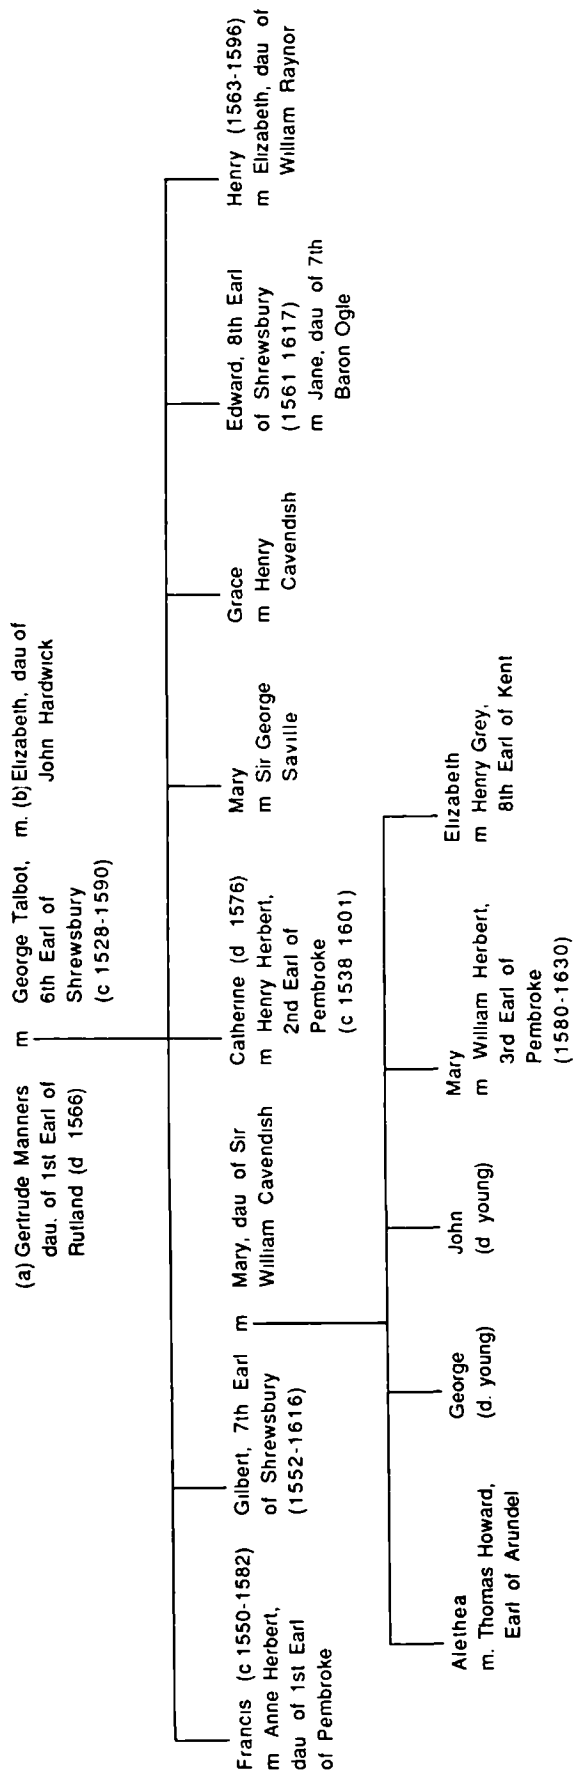 (a) Gertrude Manners
dau. of 1st Earl of
Rutland (d 1566)
m
George Talbot,
6th Earl of
Shrewsbury
(c 1528-1590)
m. (b) Elizabeth, dau of
John Hardwick
Francis (c 1550-1582)
m Anne Herbert,
dau of 1st Earl
of Pembroke
Gilbert, 7th Earl
of Shrewsbury
(1552-1616)
m
Mary, dau of Sir
William Cavendish
Catherine (d 1576)
m Henry Herbert,
2nd Earl of
Pembroke
(c 1538 1601)
Mary
m Sir George
Saville
Grace
m Henry
Cavendish
Edward, 8th Earl
of Shrewsbury
(1561 1617)
m Jane, dau of 7th
Baron Ogle
Henry (1563-1596)
m Elizabeth, dau of
William Raynor
Alethea
m. Thomas Howard,
Earl of Arundel
George
(d. young)
John
(d young)
Mary
m William Herbert,
3rd Earl of
Pembroke
(1580-1630)
Elizabeth
m Henry Grey,
8th Earl of Kent